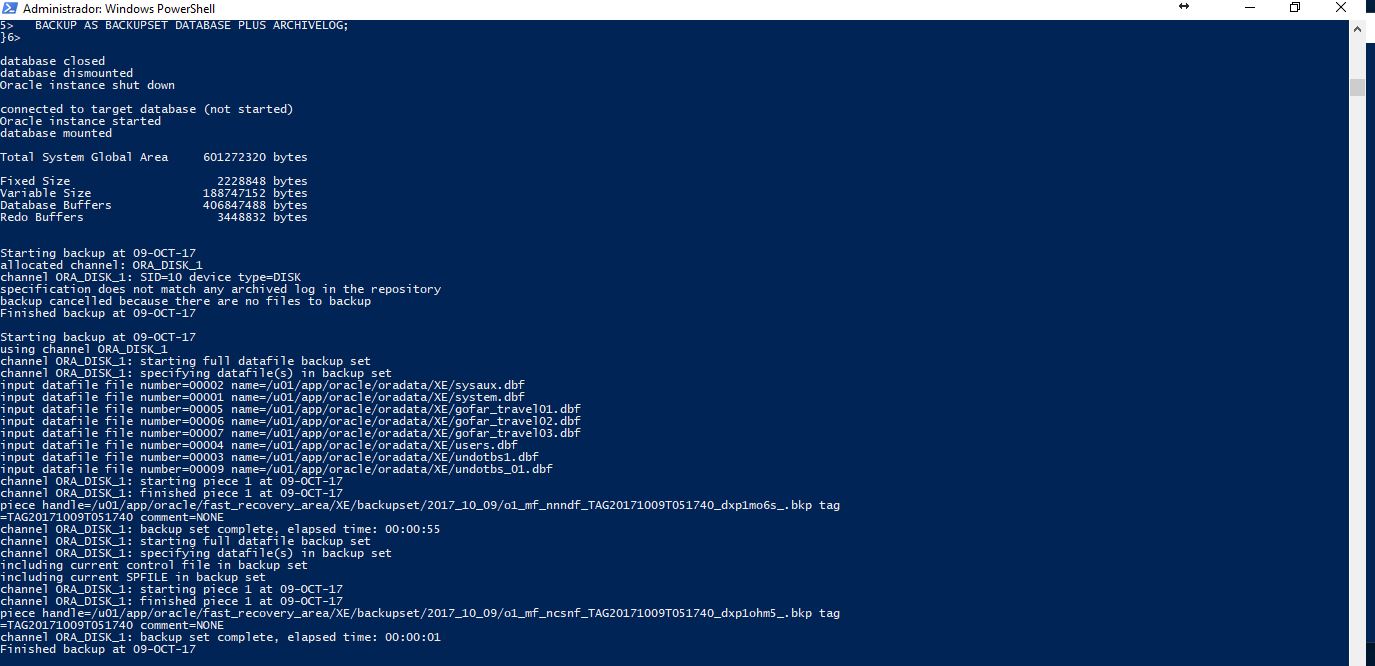 Administrador: Windows PowerShell
5>   BACKUP AS BACKUPSET DATABASE PLUS ARCHIVELOG;
}6>
database closed
database dismounted
Oracle instance shut down
connected to target database (not started)
Oracle instance started
database mounted
Total System Global Area     601272320 bytes
Fixed Size                     2228848 bytes
Variable Size                188747152 bytes
Database Buffers             406847488 bytes
Redo Buffers                   3448832 bytes
Starting backup at 09-OCT-17
allocated channel: ORA_DISK_1
channel ORA_DISK_1: SID=10 device type=DISK
specification does not match any archived log in the repository
backup cancelled because there are no files to backup
Finished backup at 09-OCT-17
Starting backup at 09-OCT-17
using channel ORA_DISK_1
channel ORA_DISK_1: starting full datafile backup set
channel ORA_DISK_1: specifying datafile(s) in backup set
input datafile file number=00002 name=/u01/app/oracle/oradata/XE/sysaux.dbf
input datafile file number=00001 name=/u01/app/oracle/oradata/XE/system.dbf
input datafile file number=00005 name=/u01/app/oracle/oradata/XE/gofar_travel01.dbf
input datafile file number=00006 name=/u01/app/oracle/oradata/XE/gofar_travel02.dbf
input datafile file number=00007 name=/u01/app/oracle/oradata/XE/gofar_travel03.dbf
input datafile file number=00004 name=/u01/app/oracle/oradata/XE/users.dbf
input datafile file number=00003 name=/u01/app/oracle/oradata/XE/undotbs1.dbf
input datafile file number=00009 name=/u01/app/oracle/oradata/XE/undotbs_01.dbf
channel ORA_DISK_1: starting piece 1 at 09-OCT-17
channel ORA_DISK_1: finished piece 1 at 09-OCT-17
piece handle=/u01/app/oracle/fast_recovery_area/XE/backupset/2017_10_09/o1_mf_nnndf_TAG20171009T051740_dxp1mo6s_.bkp tag
=TAG20171009T051740 comment=NONE
channel ORA_DISK_1: backup set complete, elapsed time: 00:00:55
channel ORA_DISK_1: starting full datafile backup set
channel ORA_DISK_1: specifying datafile(s) in backup set
including current control file in backup set
including current SPFILE in backup set
channel ORA_DISK_1: starting piece 1 at 09-OCT-17
channel ORA_DISK_1: finished piece 1 at 09-OCT-17
piece handle=/u01/app/oracle/fast_recovery_area/XE/backupset/2017_10_09/o1_mf_ncsnf_TAG20171009T051740_dxp1ohm5_.bkp tag
=TAG20171009T051740 comment=NONE
channel ORA_DISK_1: backup set complete, elapsed time: 00:00:01
Finished backup at 09-OCT-17